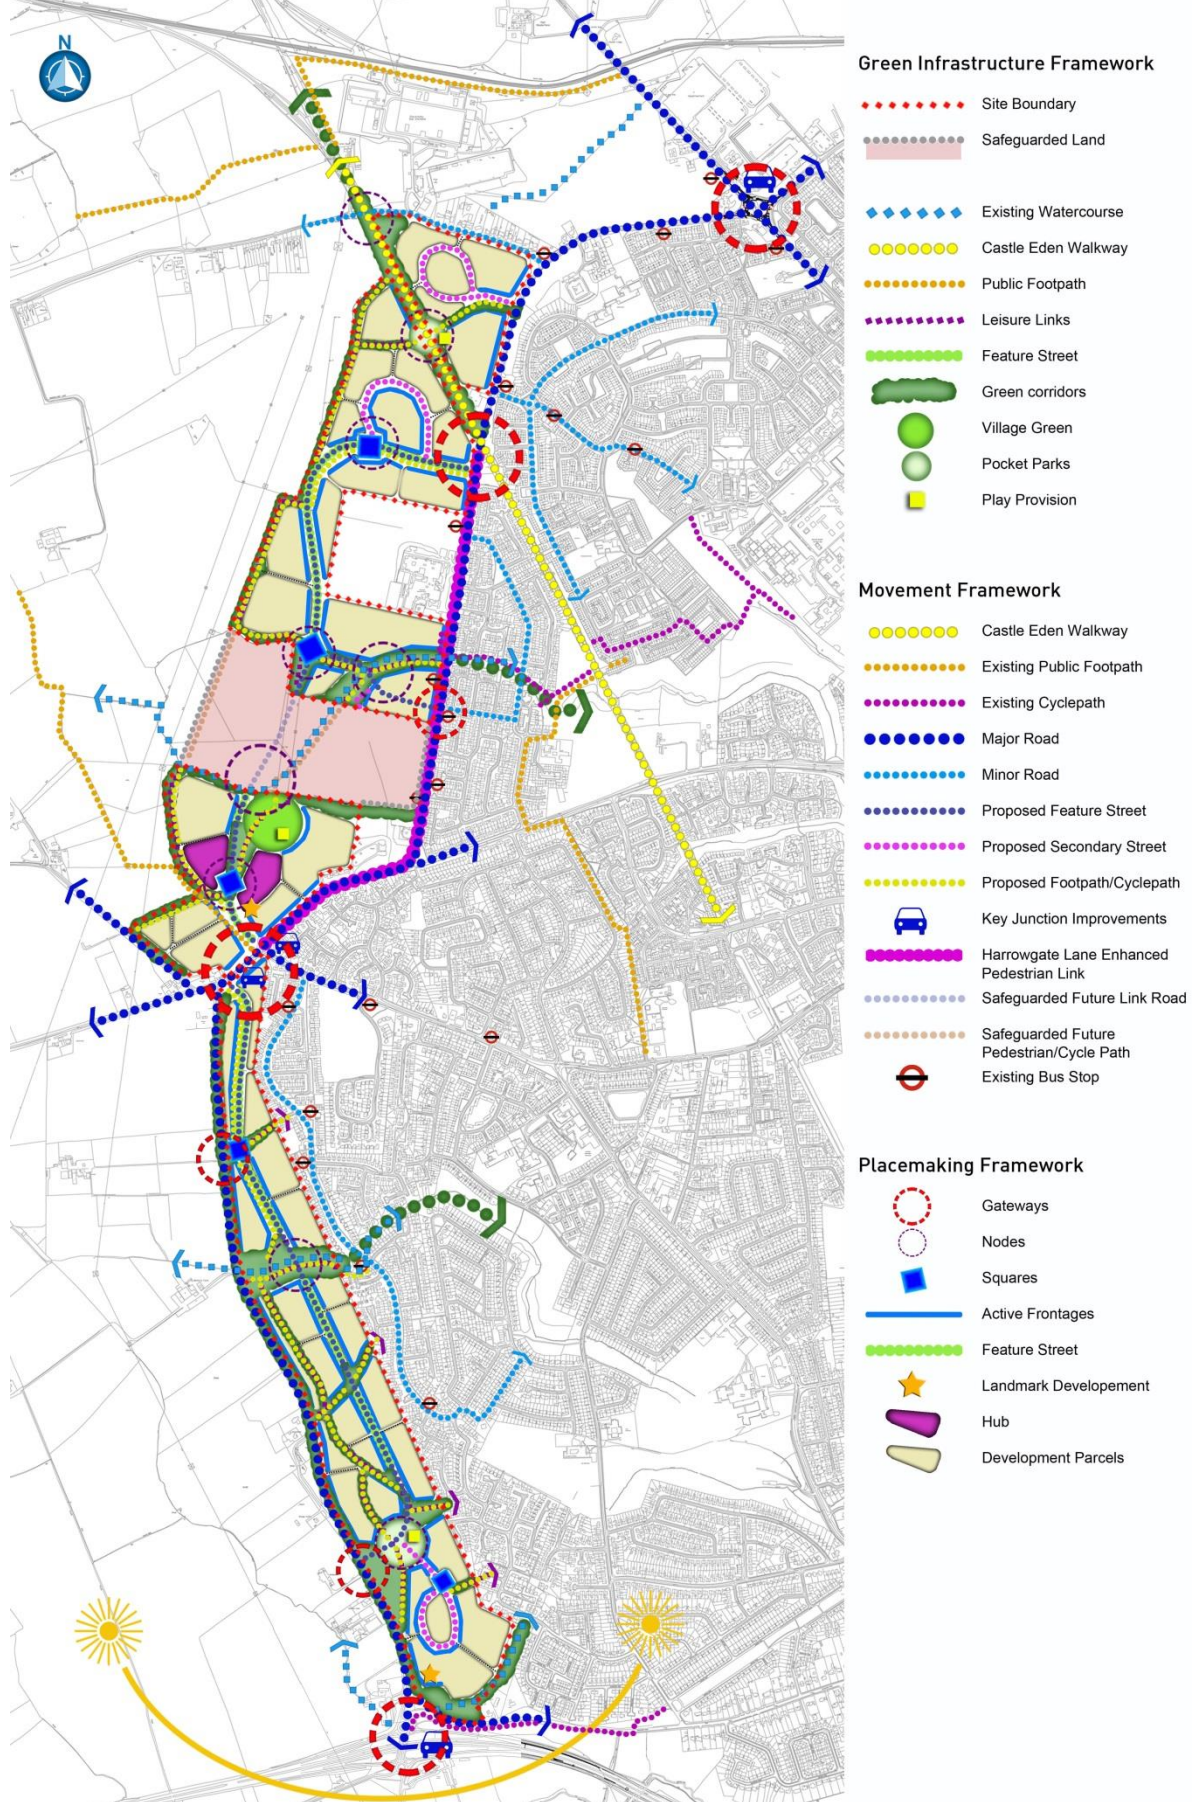 N
Green Infrastructure Framework
Site Boundary
Safeguarded Land
Existing Watercourse
Castle Eden Walkway
Public Footpath
Leisure Links
Feature Street
Green corridors
Village Green
Pocket Parks
Play Provision
Movement Framework
Castle Eden Walkway
Existing Public Footpath
Existing Cyclepath
Major Road
Minor Road
Proposed Feature Street
Proposed Secondary Street
Proposed Footpath/Cyclepath
Key Junction Improvements
Harrowgate Lane Enhanced
Pedestrian Link
Safeguarded Future Link Road
Safeguarded Future
Pedestrian/Cycle Path
Existing Bus Stop
Placemaking Framework
Gateways
Nodes
Squares
Active Frontages
Feature Street
Landmark Developement
Hub
Development Parcels